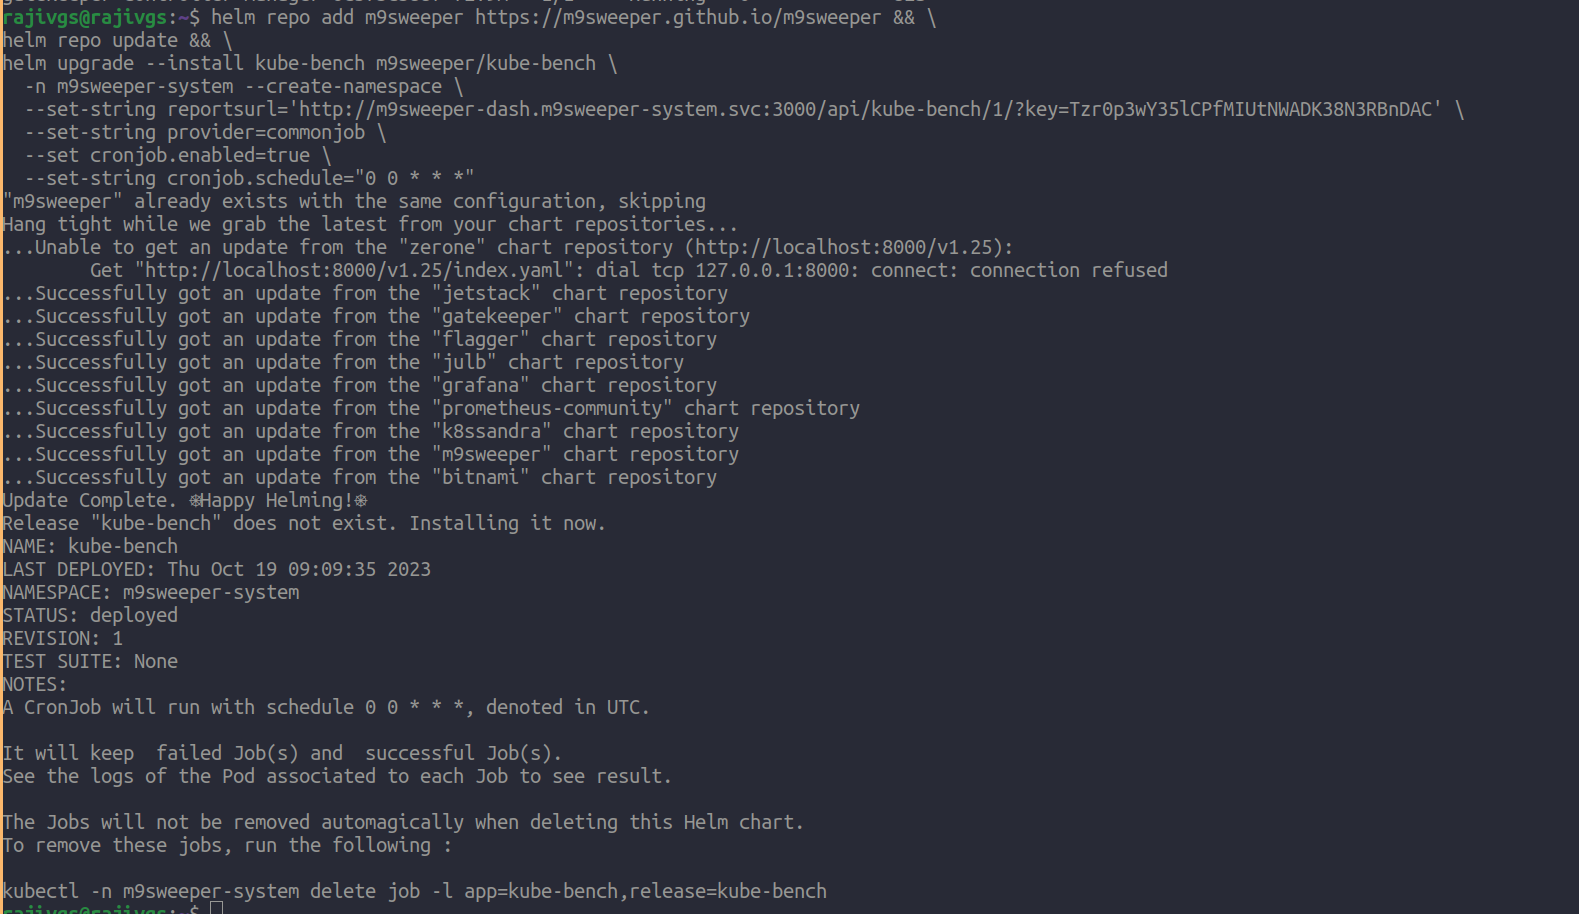 rajivgs@rajivgs:~$ helm repo add m9sweeper https://m9sweeper.github.io/m9sweeper && \
helm repo update && \
helm upgrade --install kube-bench m9sweeper/kube-bench \
  -n m9sweeper-system --create-namespace \
  --set-string reportsurl='http://m9sweeper-dash.m9sweeper-system.svc:3000/api/kube-bench/1/?key=Tzr0p3wY35lCPfMIUtNWADK38N3RBnDAC' \
  --set-string provider=commonjob \
  --set cronjob.enabled=true \
  --set-string cronjob.schedule="0 0 * * *"
"m9sweeper" already exists with the same configuration, skipping
Hang tight while we grab the latest from your chart repositories...
...Unable to get an update from the "zerone" chart repository (http://localhost:8000/v1.25):
        Get "http://localhost:8000/v1.25/index.yaml": dial tcp 127.0.0.1:8000: connect: connection refused
...Successfully got an update from the "jetstack" chart repository
...Successfully got an update from the "gatekeeper" chart repository
...Successfully got an update from the "flagger" chart repository
...Successfully got an update from the "julb" chart repository
...Successfully got an update from the "grafana" chart repository
...Successfully got an update from the "prometheus-community" chart repository
...Successfully got an update from the "k8ssandra" chart repository
...Successfully got an update from the "m9sweeper" chart repository
...Successfully got an update from the "bitnami" chart repository
Update Complete. ⎈Happy Helming!⎈
Release "kube-bench" does not exist. Installing it now.
NAME: kube-bench
LAST DEPLOYED: Thu Oct 19 09:09:35 2023
NAMESPACE: m9sweeper-system
STATUS: deployed
REVISION: 1
TEST SUITE: None
NOTES:
A CronJob will run with schedule 0 0 * * *, denoted in UTC.

It will keep  failed Job(s) and  successful Job(s).
See the logs of the Pod associated to each Job to see result.

The Jobs will not be removed automagically when deleting this Helm chart.
To remove these jobs, run the following :

kubectl -n m9sweeper-system delete job -l app=kube-bench,release=kube-bench
rajivgs@rajivgs:~$